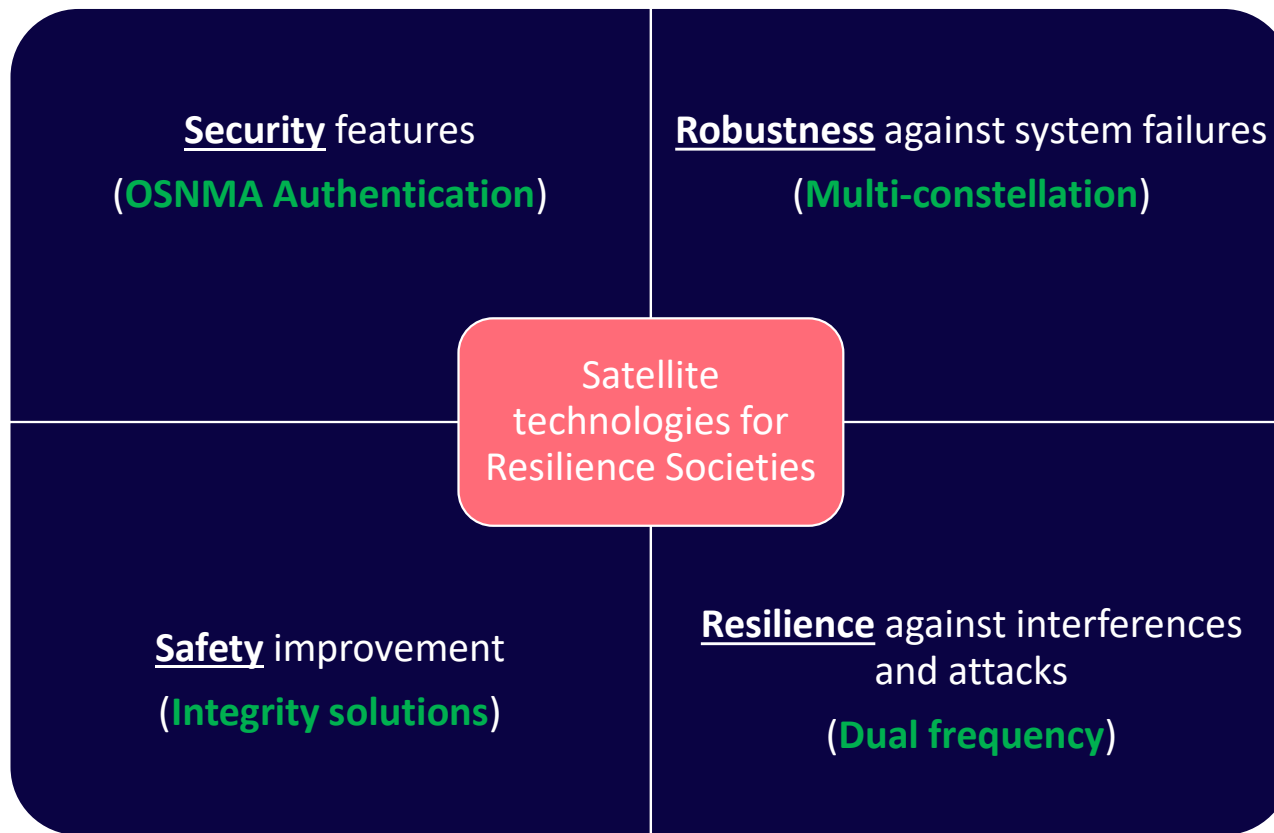 Security features
(OSNMA Authentication)
Robustness against system failures
(Multi-constellation)
Satellite
technologies for
Resilience Societies
Safety improvement
(Integrity solutions)
Resilience against interferences
and attacks
(Dual frequency)